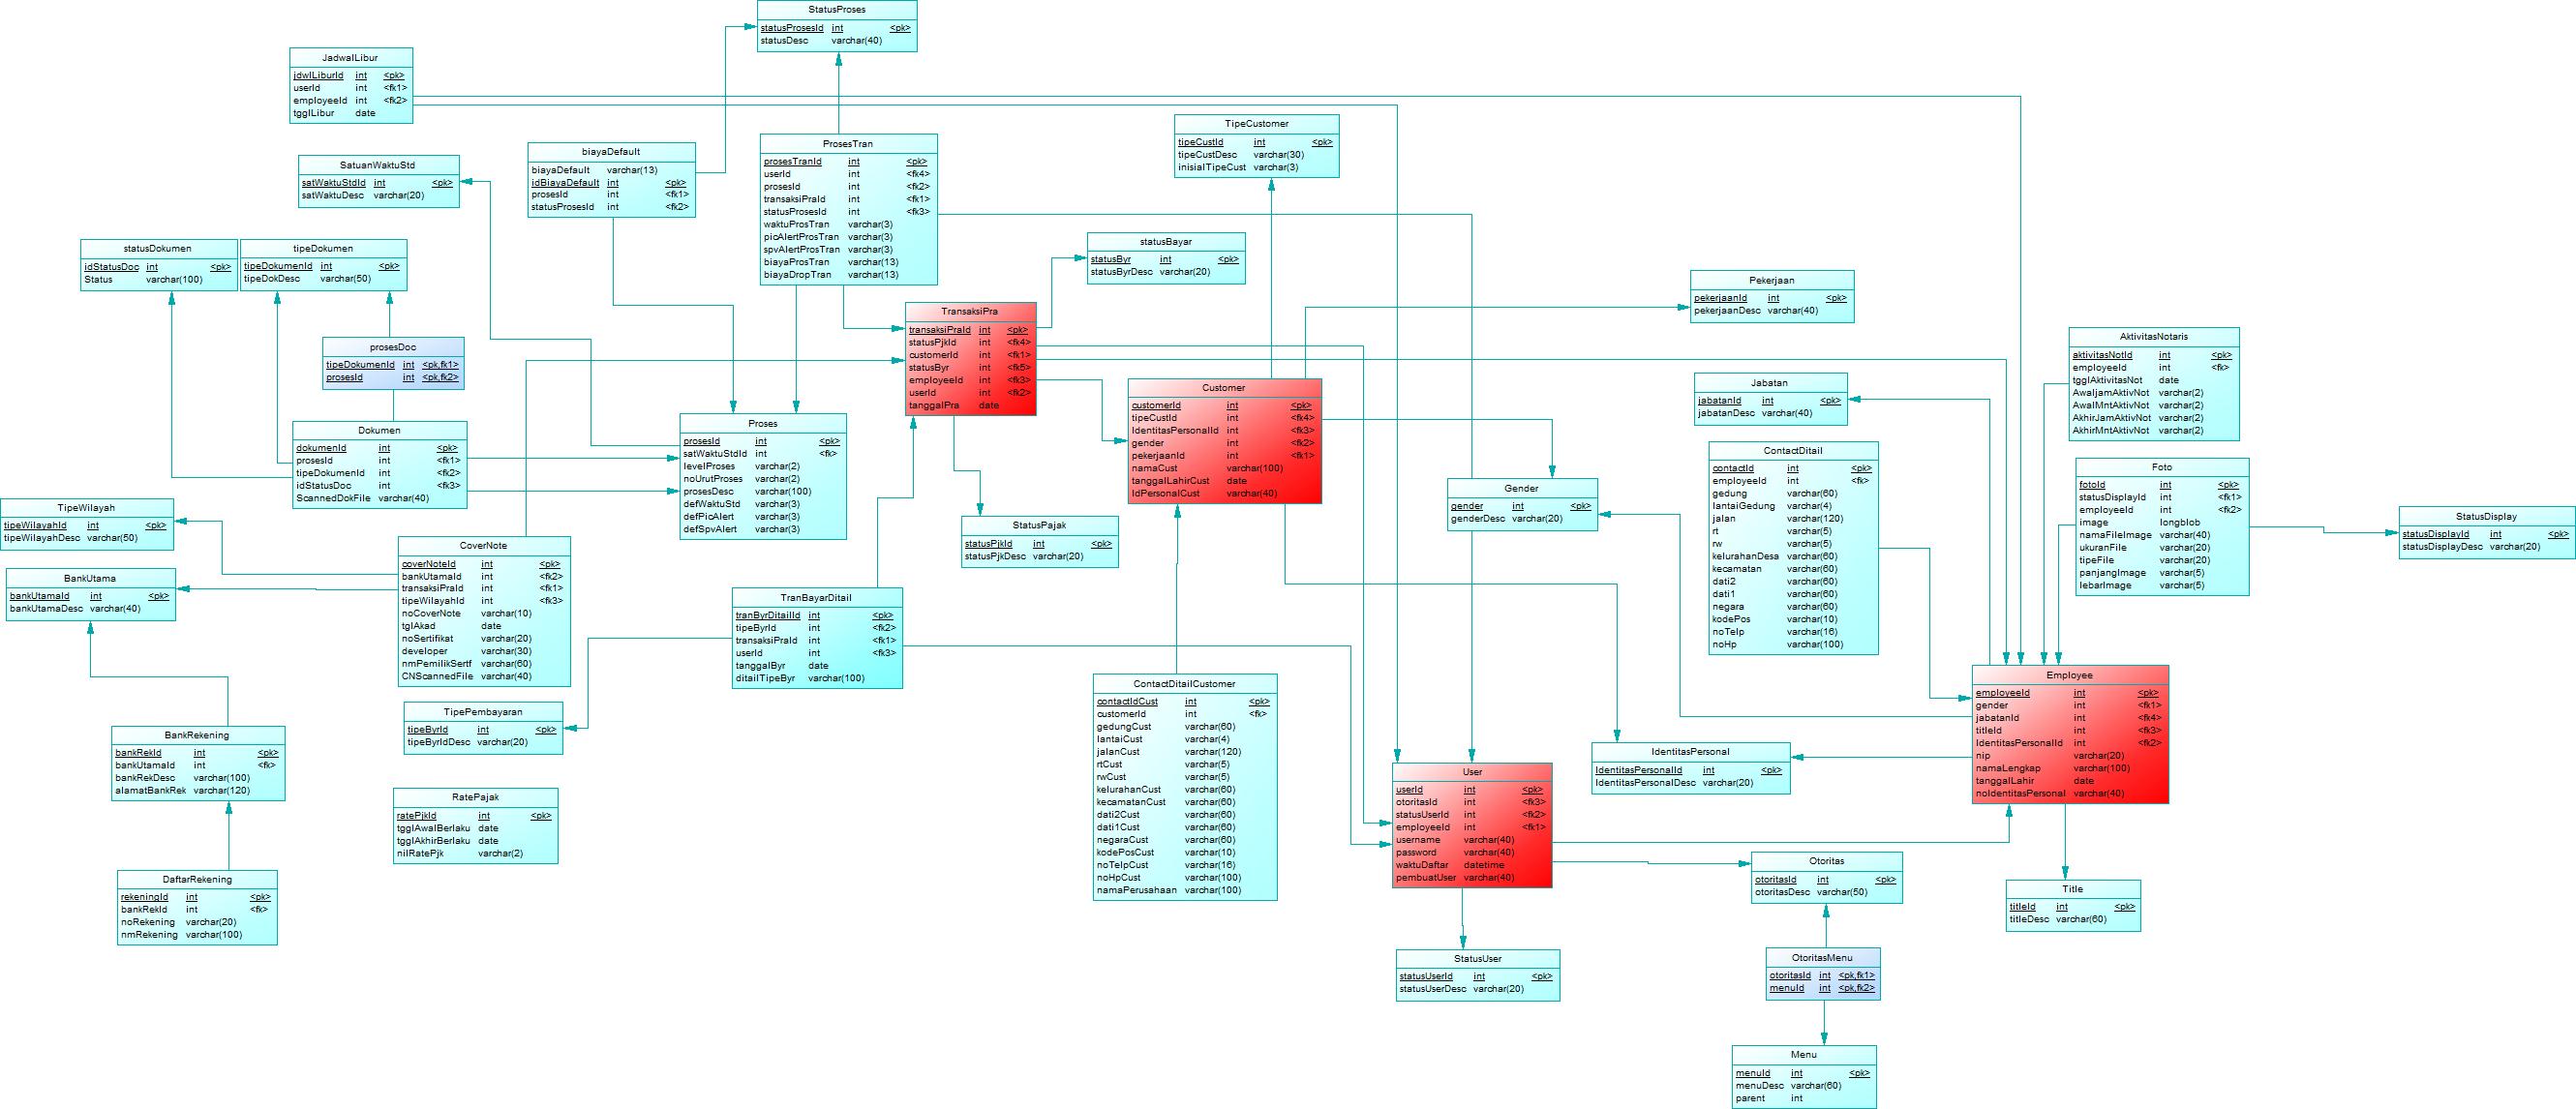 StatusProses
statusProsesId int <pk>
statusDesc varchar(40)
JadwalLibur
jdwlLiburId int <pk>
userId int <fk1>
employeeId int <fk2>
tgglLibur date
TipeCustomer
tipeCustId int <pk>
tipeCustDesc varchar(30)
inisialTipeCust varchar(3)
ProsesTran
prosesTranId int <pk>
userId int <fk4>
prosesId int <fk2>
transaksiPraId int <fk1>
statusProsesId int <fk3>
waktuProsTran varchar(3)
picAlertProsTran varchar(3)
spvAlertProsTran varchar(3)
biayaProsTran varchar(13)
biayaDropTran varchar(13)
biayaDefault
biayaDefault varchar(13)
idBiayaDefault int <pk>
prosesId int <fk1>
statusProsesId int <fk2>
SatuanWaktuStd
satWaktuStdId int <pk>
satWaktuDesc varchar(20)
statusDokumen
idStatusDoc int <pk>
Status varchar(100)
tipeDokumen
tipeDokumenId int <pk>
tipeDokDesc varchar(50)
statusBayar
statusByr int <pk>
statusByrDesc varchar(20)
Pekerjaan
pekerjaanId int <pk>
pekerjaanDesc varchar(40)
TransaksiPra
transaksiPraId int <pk>
statusPjkId int <fk4>
customerId int <fk1>
statusByr int <fk5>
employeeId int <fk3>
userId int <fk2>
tanggalPra date
AktivitasNotaris
aktivitasNotId int <pk>
employeeId int <fk>
tgglAktivitasNot date
AwaljamAktivNot varchar(2)
AwalMntAktivNot varchar(2)
AkhirJamAktivNot varchar(2)
AkhirMntAktivNot varchar(2)
prosesDoc
tipeDokumenId int <pk,fk1>
prosesId int <pk,fk2>
Jabatan
jabatanId int <pk>
jabatanDesc varchar(40)
Customer
customerId int <pk>
tipeCustId int <fk4>
IdentitasPersonalId int <fk3>
gender int <fk2>
pekerjaanId int <fk1>
namaCust varchar(100)
tanggalLahirCust date
IdPersonalCust varchar(40)
Proses
prosesId int <pk>
satWaktuStdId int <fk>
levelProses varchar(2)
noUrutProses varchar(2)
prosesDesc varchar(100)
defWaktuStd varchar(3)
defPicAlert varchar(3)
defSpvAlert varchar(3)
Dokumen
dokumenId int <pk>
prosesId int <fk1>
tipeDokumenId int <fk2>
idStatusDoc int <fk3>
ScannedDokFile varchar(40)
ContactDitail
contactId int <pk>
employeeId int <fk>
gedung varchar(60)
lantaiGedung varchar(4)
jalan varchar(120)
rt varchar(5)
rw varchar(5)
kelurahanDesa varchar(60)
kecamatan varchar(60)
dati2 varchar(60)
dati1 varchar(60)
negara varchar(60)
kodePos varchar(10)
noTelp varchar(16)
noHp varchar(100)
Foto
fotoId int <pk>
statusDisplayId int <fk1>
employeeId int <fk2>
image longblob
namaFileImage varchar(40)
ukuranFile varchar(20)
tipeFile varchar(20)
panjangImage varchar(5)
lebarImage varchar(5)
Gender
gender int <pk>
genderDesc varchar(20)
TipeWilayah
tipeWilayahId int <pk>
tipeWilayahDesc varchar(50)
StatusDisplay
statusDisplayId int <pk>
statusDisplayDesc varchar(20)
StatusPajak
statusPjkId int <pk>
statusPjkDesc varchar(20)
CoverNote
coverNoteId int <pk>
bankUtamaId int <fk2>
transaksiPraId int <fk1>
tipeWilayahId int <fk3>
noCoverNote varchar(10)
tglAkad date
noSertifikat varchar(20)
developer varchar(30)
nmPemilikSertf varchar(60)
CNScannedFile varchar(40)
BankUtama
bankUtamaId int <pk>
bankUtamaDesc varchar(40)
TranBayarDitail
tranByrDitailId int <pk>
tipeByrId int <fk2>
transaksiPraId int <fk1>
userId int <fk3>
tanggalByr date
ditailTipeByr varchar(100)
Employee
employeeId int <pk>
gender int <fk1>
jabatanId int <fk4>
titleId int <fk3>
IdentitasPersonalId int <fk2>
nip varchar(20)
namaLengkap varchar(100)
tanggalLahir date
noIdentitasPersonal varchar(40)
ContactDitailCustomer
contactIdCust int <pk>
customerId int <fk>
gedungCust varchar(60)
lantaiCust varchar(4)
jalanCust varchar(120)
rtCust varchar(5)
rwCust varchar(5)
kelurahanCust varchar(60)
kecamatanCust varchar(60)
dati2Cust varchar(60)
dati1Cust varchar(60)
negaraCust varchar(60)
kodePosCust varchar(10)
noTelpCust varchar(16)
noHpCust varchar(100)
namaPerusahaan varchar(100)
TipePembayaran
tipeByrId int <pk>
tipeByrIdDesc varchar(20)
BankRekening
bankRekId int <pk>
bankUtamaId int <fk>
bankRekDesc varchar(100)
alamatBankRek varchar(120)
IdentitasPersonal
IdentitasPersonalId int <pk>
IdentitasPersonalDesc varchar(20)
User
userId int <pk>
otoritasId int <fk3>
statusUserId int <fk2>
employeeId int <fk1>
username varchar(40)
password varchar(40)
waktuDaftar datetime
pembuatUser varchar(40)
RatePajak
ratePjkId int <pk>
tgglAwalBerlaku date
tgglAkhirBerlaku date
nilRatePjk varchar(2)
Otoritas
otoritasId int <pk>
otoritasDesc varchar(50)
DaftarRekening
rekeningId int <pk>
bankRekId int <fk>
noRekening varchar(20)
nmRekening varchar(100)
Title
titleId int <pk>
titleDesc varchar(60)
StatusUser
statusUserId int <pk>
statusUserDesc varchar(20)
OtoritasMenu
otoritasId int <pk,fk1>
menuId int <pk,fk2>
Menu
menuId int <pk>
menuDesc varchar(60)
parent int